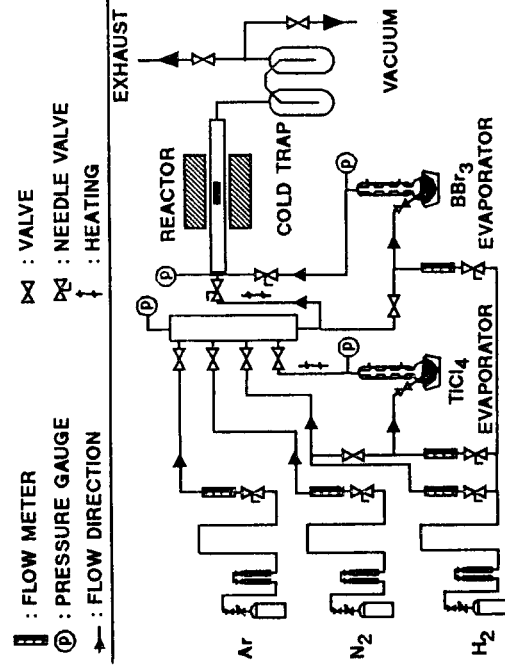 : FLOW METER
: VALVE
P : PRESSURE GAUGE
: NEEDLE VALVE
: FLOW DIRECTION
: HEATING
EXHAUST
P
P
REACTOR
COLD TRAP
VACUUM
P
P
Ar
N2
H2
TiCl4
EVAPORATOR
BBr3
EVAPORATOR